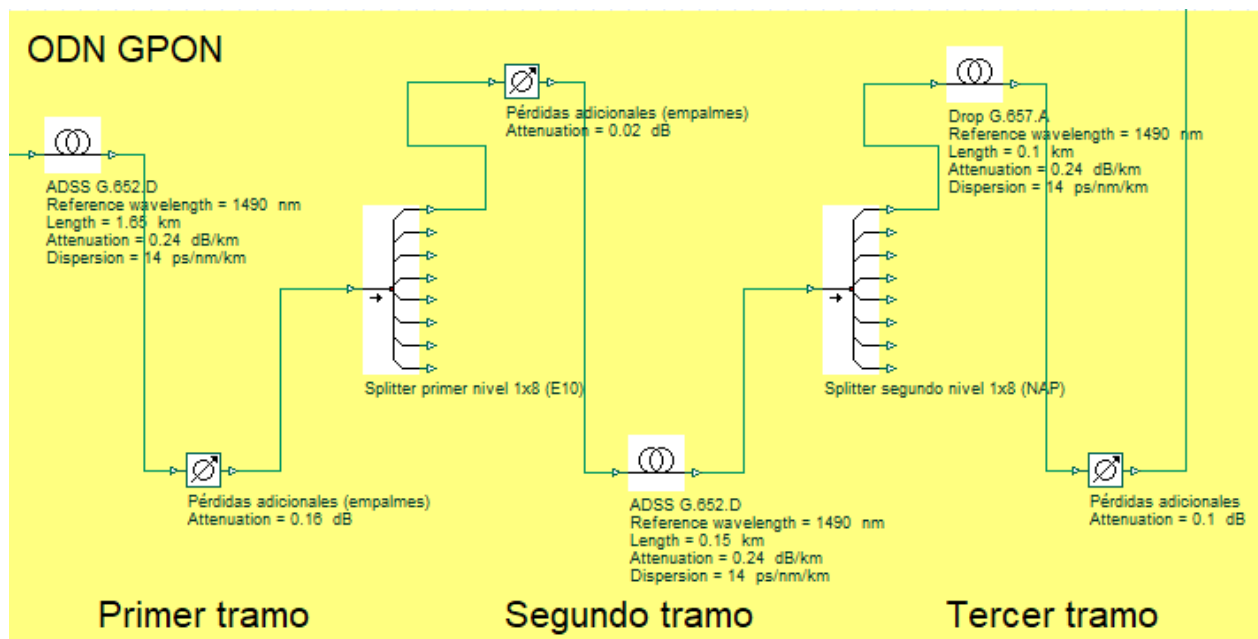 ODN GPON
ADSS G.652.D
Reference wavelength = 1490 nm
Length = 1.65 km
Attenuation = 0.24 dB/km
Dispersion = 14 ps/nm/km
Pérdidas adicionales (empalmes)
Attenuation = 0.16 dB
Splitter primer nivel 1x8 (E10)
Pérdidas adicionales (empalmes)
Attenuation = 0.02 dB
ADSS G.652.D
Reference wavelength = 1490 nm
Length = 0.15 km
Attenuation = 0.24 dB/km
Dispersion = 14 ps/nm/km
Splitter segundo nivel 1x8 (NAP)
Drop G.657.A
Reference wavelength = 1490 nm
Length = 0.1 km
Attenuation = 0.24 dB/km
Dispersion = 14 ps/nm/km
Pérdidas adicionales
Attenuation = 0.1 dB
Primer tramo
Segundo tramo
Tercer tramo